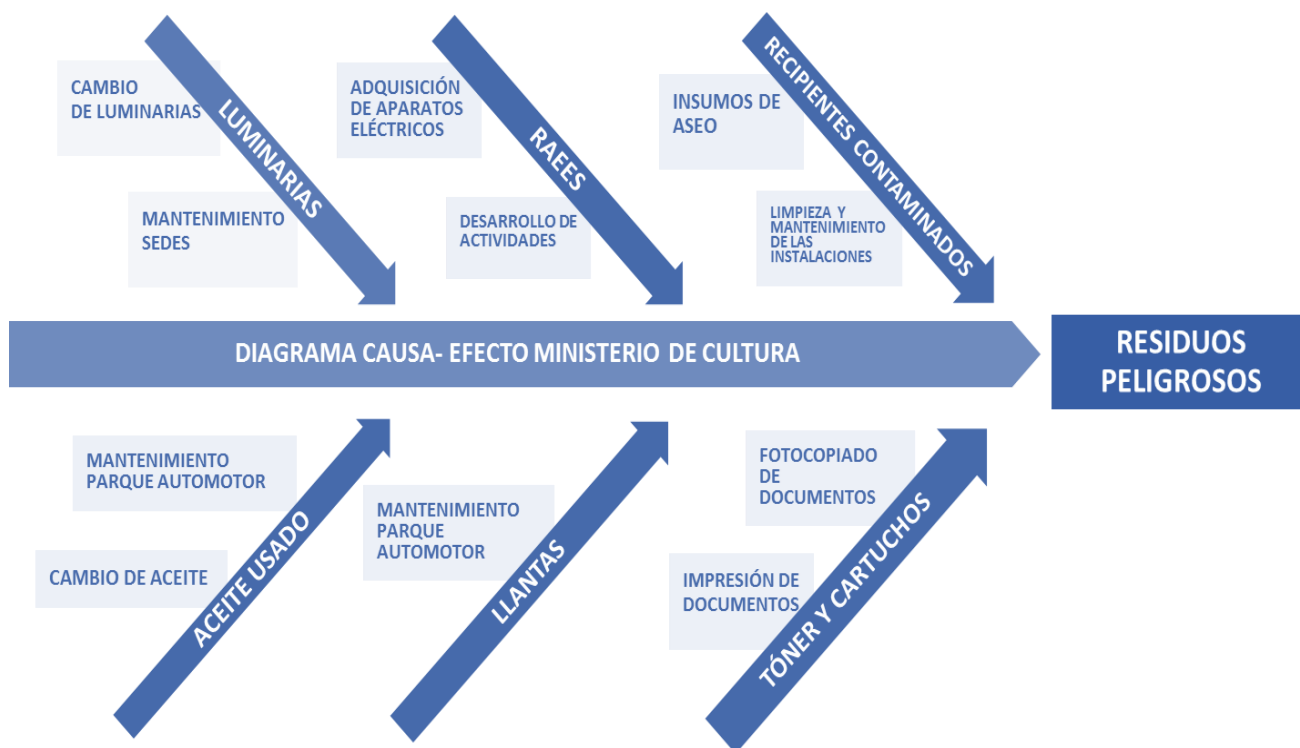 CAMBIO
DE LUMINARIAS
MANTENIMIENTO
SEDES
LUMINARIAS
ADQUISICIÓN
DE APARATOS
ELÉCTRICOS
DESARROLLO DE
ACTIVIDADES
RAEES
INSUMOS DE
ASEO
LIMPIEZA Y
MANTENIMIENTO
DE LAS
INSTALACIONES
RECIPIENTES CONTAMINADOS
DIAGRAMA CAUSA- EFECTO MINISTERIO DE CULTURA
RESIDUOS
PELIGROSOS
MANTENIMIENTO
PARQUE AUTOMOTOR
CAMBIO DE ACEITE
ACEITE USADO
MANTENIMIENTO
PARQUE
AUTOMOTOR
LLANTAS
FOTOCOPIADO
DE
DOCUMENTOS
IMPRESIÓN DE
DOCUMENTOS
TÓNER Y CARTUCHOS